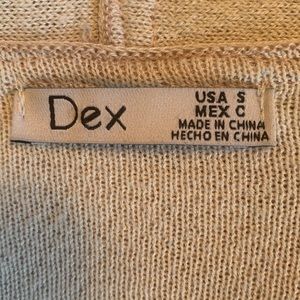 Dex
USA S
MEX C
MADE IN CHINA
HECHO EN CHINA